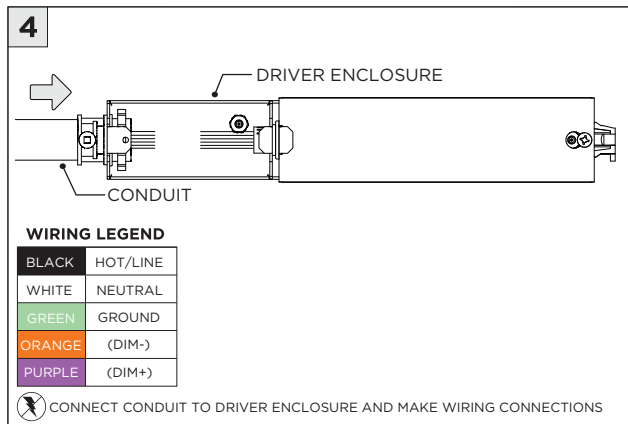 4
DRIVER ENCLOSURE
CONDUIT
WIRING LEGEND
BLACK HOT/LINE
WHITE NEUTRAL
GREEN GROUND
ORANGE (DIM-)
PURPLE (DIM+)
CONNECT CONDUIT TO DRIVER ENCLOSURE AND MAKE WIRING CONNECTIONS